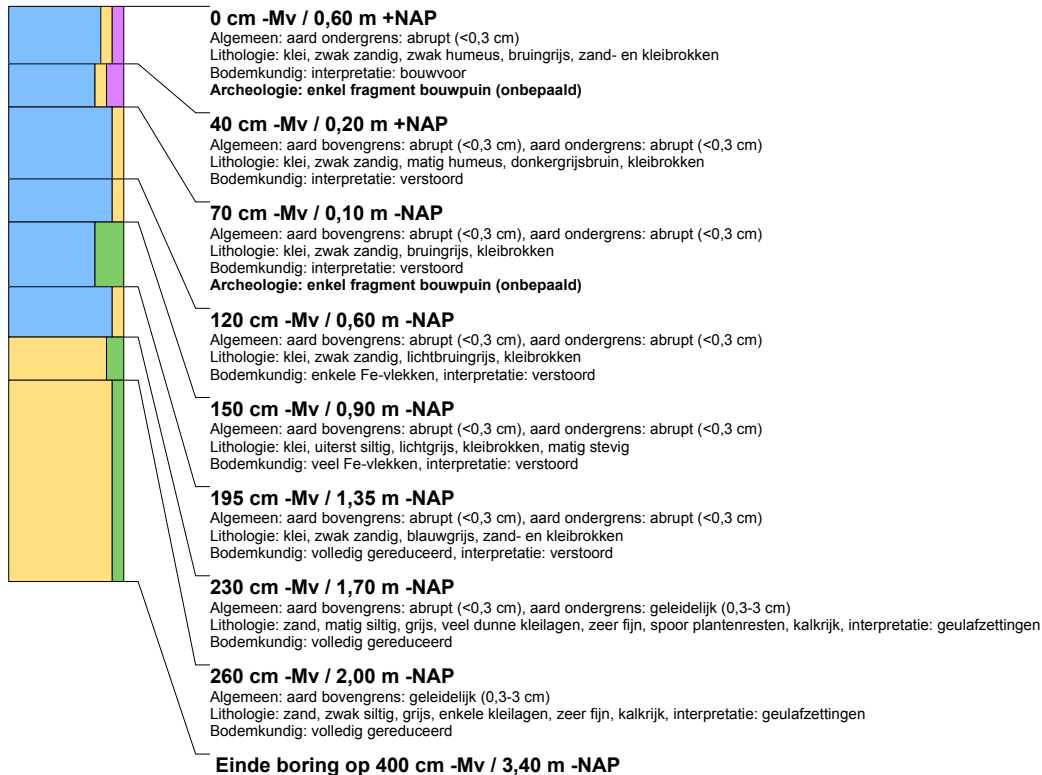 0 cm -Mv / 0,60 m +NAP
Algemeen: aard ondergrens: abrupt (<0,3 cm)
Lithologie: klei, zwak zandig, zwak humeus, bruingrijs, zand- en kleibrokken
Bodemkundig: interpretatie: bouwvoor
Archeologie: enkel fragment bouwpuin (onbepaald)
40 cm -Mv / 0,20 m +NAP
Algemeen: aard bovengrens: abrupt (<0,3 cm), aard ondergrens: abrupt (<0,3 cm)
Lithologie: klei, zwak zandig, matig humeus, donkergrijsbruin, kleibrokken
Bodemkundig: interpretatie: verstoord
70 cm -Mv / 0,10 m -NAP
Algemeen: aard bovengrens: abrupt (<0,3 cm), aard ondergrens: abrupt (<0,3 cm)
Lithologie: klei, zwak zandig, bruingrijs, kleibrokken
Bodemkundig: interpretatie: verstoord
Archeologie: enkel fragment bouwpuin (onbepaald)
120 cm -Mv / 0,60 m -NAP
Algemeen: aard bovengrens: abrupt (<0,3 cm), aard ondergrens: abrupt (<0,3 cm)
Lithologie: klei, zwak zandig, lichtbruingrijs, kleibrokken
Bodemkundig: enkele Fe-vlekken, interpretatie: verstoord
150 cm -Mv / 0,90 m -NAP
Algemeen: aard bovengrens: abrupt (<0,3 cm), aard ondergrens: abrupt (<0,3 cm)
Lithologie: klei, uiterst siltig, lichtgrijs, kleibrokken, matig stevig
Bodemkundig: veel Fe-vlekken, interpretatie: verstoord
195 cm -Mv / 1,35 m -NAP
Algemeen: aard bovengrens: abrupt (<0,3 cm), aard ondergrens: abrupt (<0,3 cm)
Lithologie: klei, zwak zandig, blauwgrijs, zand- en kleibrokken
Bodemkundig: volledig gereduceerd, interpretatie: verstoord
230 cm -Mv / 1,70 m -NAP
Algemeen: aard bovengrens: abrupt (<0,3 cm), aard ondergrens: geleidelijk (0,3-3 cm)
Lithologie: zand, matig siltig, grijs, veel dunne kleilagen, zeer fijn, spoor plantenresten, kalkrijk, interpretatie: geulafzettingen
Bodemkundig: volledig gereduceerd
260 cm -Mv / 2,00 m -NAP
Algemeen: aard bovengrens: geleidelijk (0,3-3 cm)
Lithologie: zand, zwak siltig, grijs, enkele kleilagen, zeer fijn, kalkrijk, interpretatie: geulafzettingen
Bodemkundig: volledig gereduceerd
Einde boring op 400 cm -Mv / 3,40 m -NAP